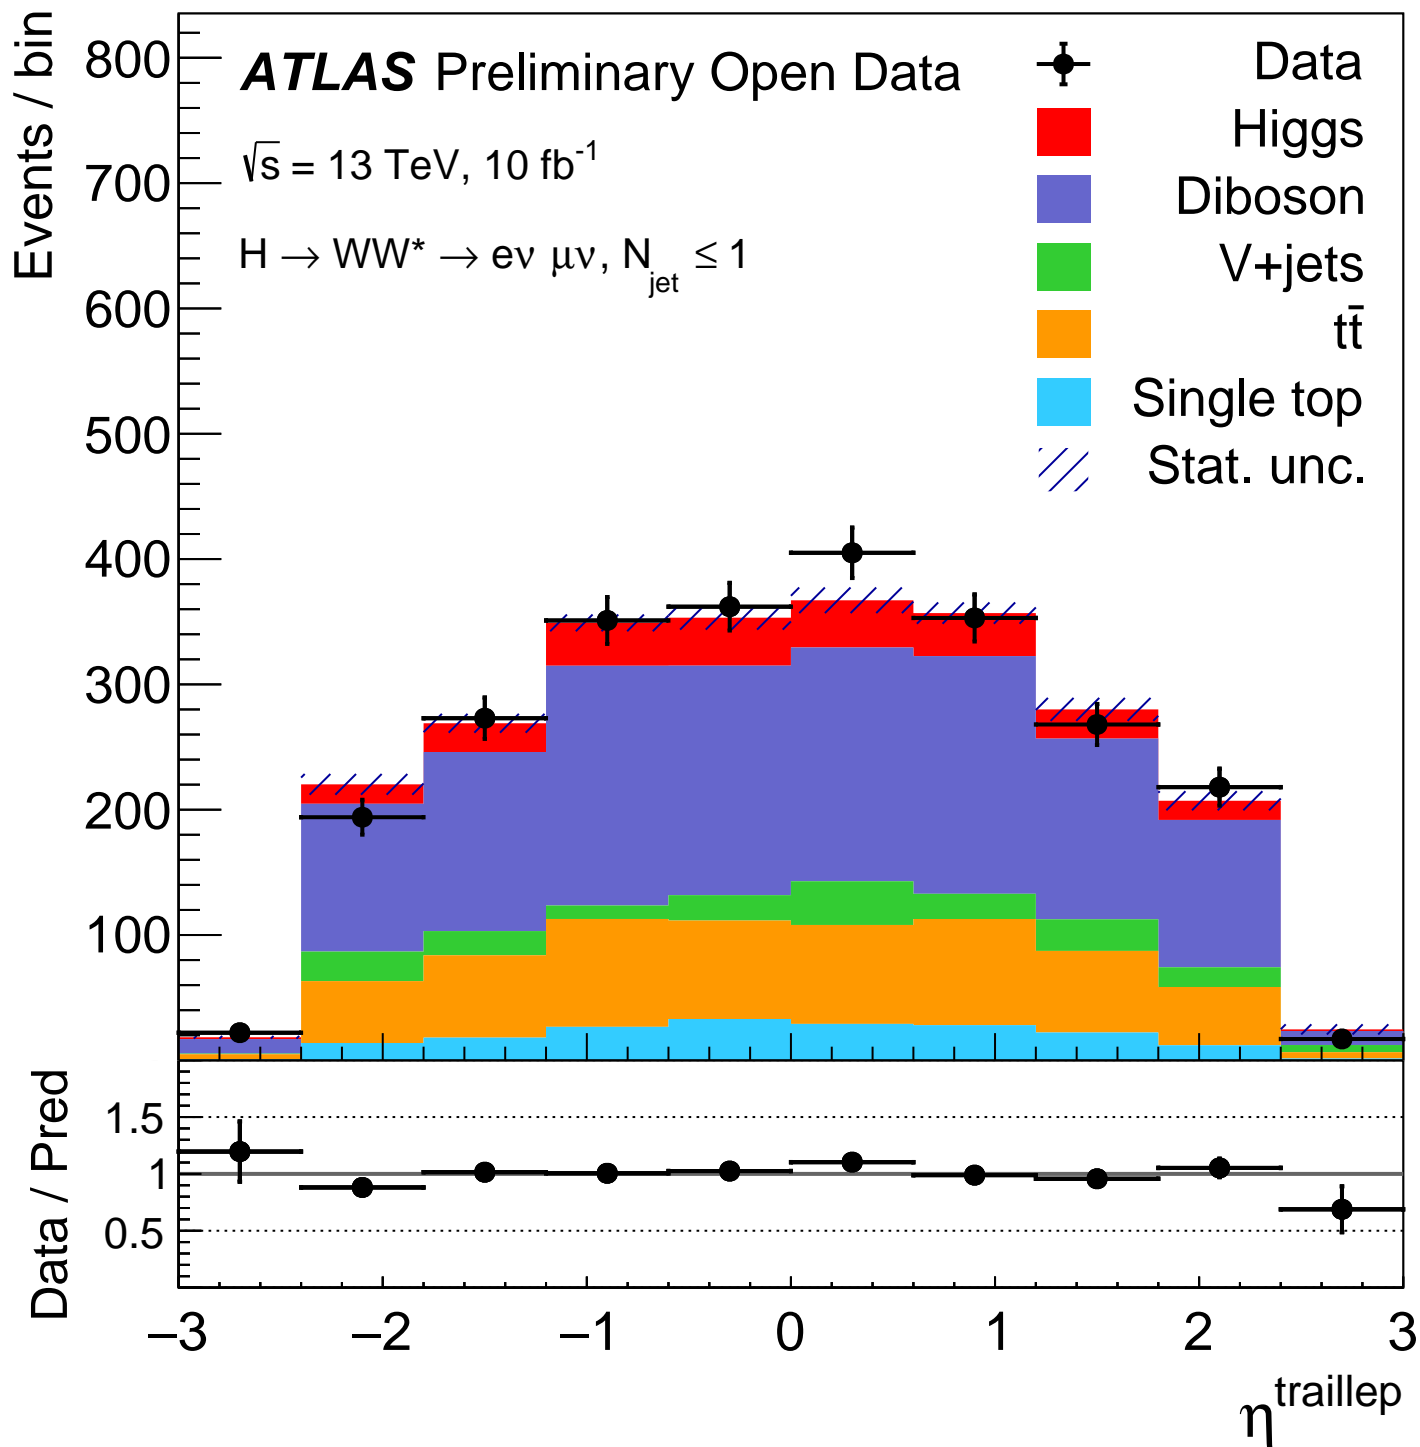 Events / bin
800
700
600
500
400
300
200
100
ATLAS Preliminary Open Data
√s = 13 TeV, 10 fb⁻¹
H → WW* → eν μν, N_jet ≤ 1
Data
Higgs
Diboson
V+jets
tt̄
Single top
Stat. unc.
Data / Pred
1.5
1
0.5
−3 −2 −1 0 1 2 3
η^traillep